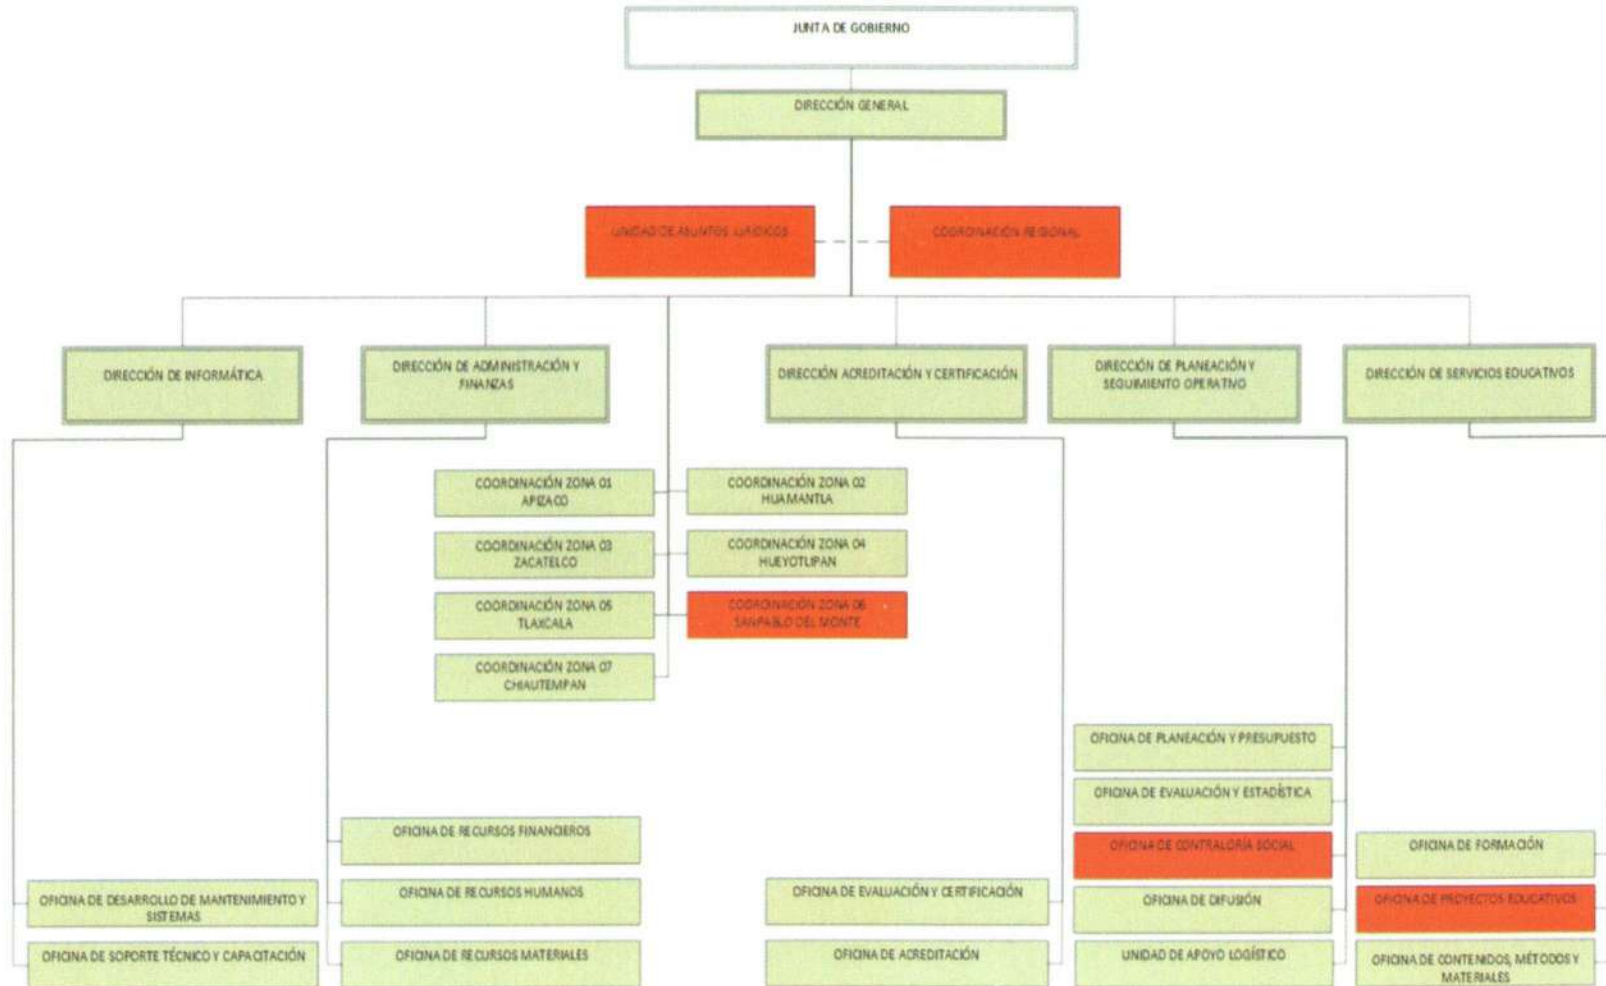 JUNTA DE GOBIERNO
DIRECCIÓN GENERAL
UNIDAD DE ASUNTOS JURÍDICOS
COORDINACIÓN REGIONAL
DIRECCIÓN DE INFORMÁTICA
DIRECCIÓN DE ADMINISTRACIÓN Y
FINANZAS
DIRECCIÓN ACREDITACIÓN Y CERTIFICACIÓN
DIRECCIÓN DE PLANEACIÓN Y
SEGUIMIENTO OPERATIVO
DIRECCIÓN DE SERVICIOS EDUCATIVOS
COORDINACIÓN ZONA 01
APIZACO
COORDINACIÓN ZONA 02
HUAMANTLA
COORDINACIÓN ZONA 03
ZACATELCO
COORDINACIÓN ZONA 04
HUEYOTLIPAN
COORDINACIÓN ZONA 05
TLAXCALA
COORDINACIÓN ZONA 06
SANPABLO DEL MONTE
COORDINACIÓN ZONA 07
CHIAUTEMPAN
OFICINA DE DESARROLLO DE MANTENIMIENTO Y
SISTEMAS
OFICINA DE SOPORTE TÉCNICO Y CAPACITACIÓN
OFICINA DE RECURSOS FINANCIEROS
OFICINA DE RECURSOS HUMANOS
OFICINA DE RECURSOS MATERIALES
OFICINA DE EVALUACIÓN Y CERTIFICACIÓN
OFICINA DE ACREDITACIÓN
OFICINA DE PLANEACIÓN Y PRESUPUESTO
OFICINA DE EVALUACIÓN Y ESTADÍSTICA
OFICINA DE CONTRALORÍA SOCIAL
OFICINA DE DIFUSIÓN
UNIDAD DE APOYO LOGÍSTICO
OFICINA DE FORMACIÓN
OFICINA DE PROYECTOS EDUCATIVOS
OFICINA DE CONTENIDOS, MÉTODOS Y
MATERIALES